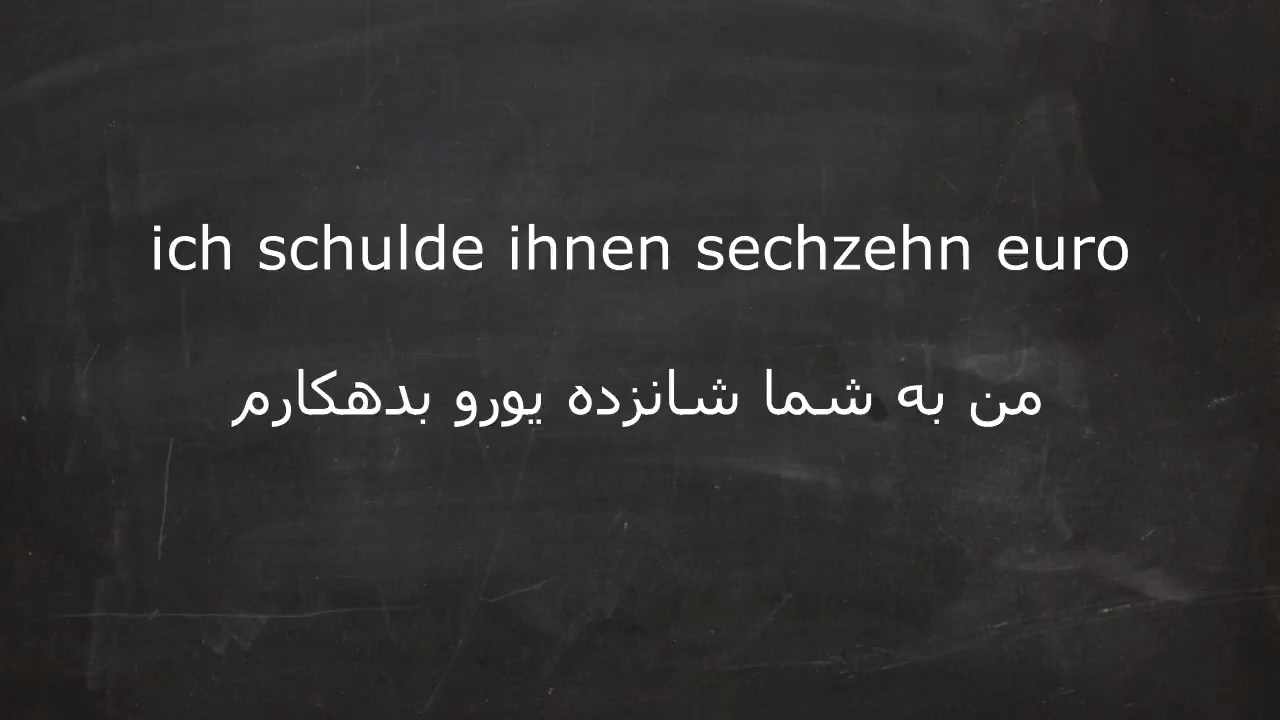 ich schulde ihnen sechzehn euro
من به شما شانزده یورو بدهکارم